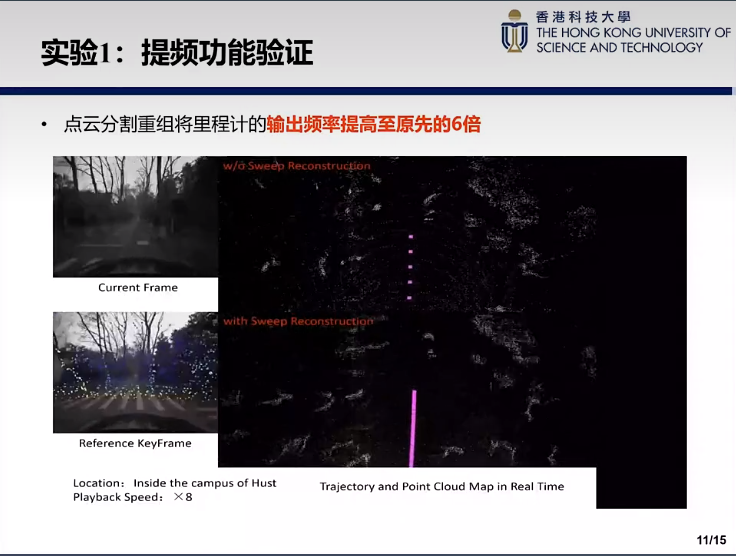 实验1：提频功能验证
香港科技大學
THE HONG KONG UNIVERSITY OF
SCIENCE AND TECHNOLOGY
• 点云分割重组将里程计的输出频率提高至原先的6倍
w/o Sweep Reconstruction
Current Frame
with Sweep Reconstruction
Reference KeyFrame
Location: Inside the campus of Hust
Playback Speed: ×8
Trajectory and Point Cloud Map in Real Time
11/15